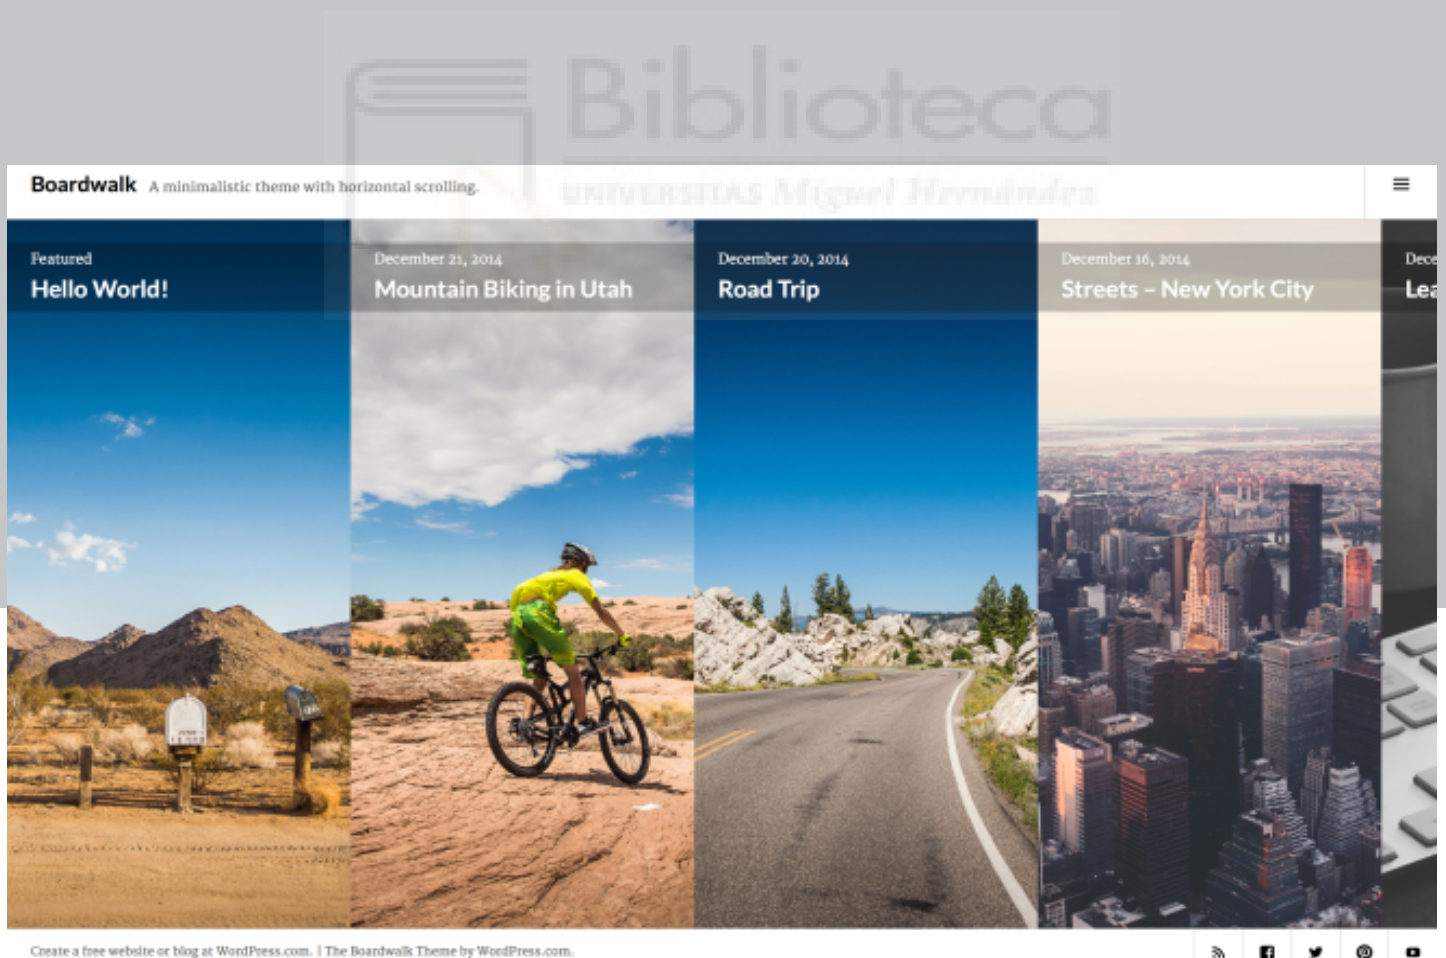 Biblioteca
UNIVERSITAS Miguel Hernández
Boardwalk A minimalistic theme with horizontal scrolling.
Featured
Hello World!
December 21, 2014
Mountain Biking in Utah
December 20, 2014
Road Trip
December 16, 2014
Streets – New York City
Dece
Lea
Create a free website or blog at WordPress.com. | The Boardwalk Theme by WordPress.com.